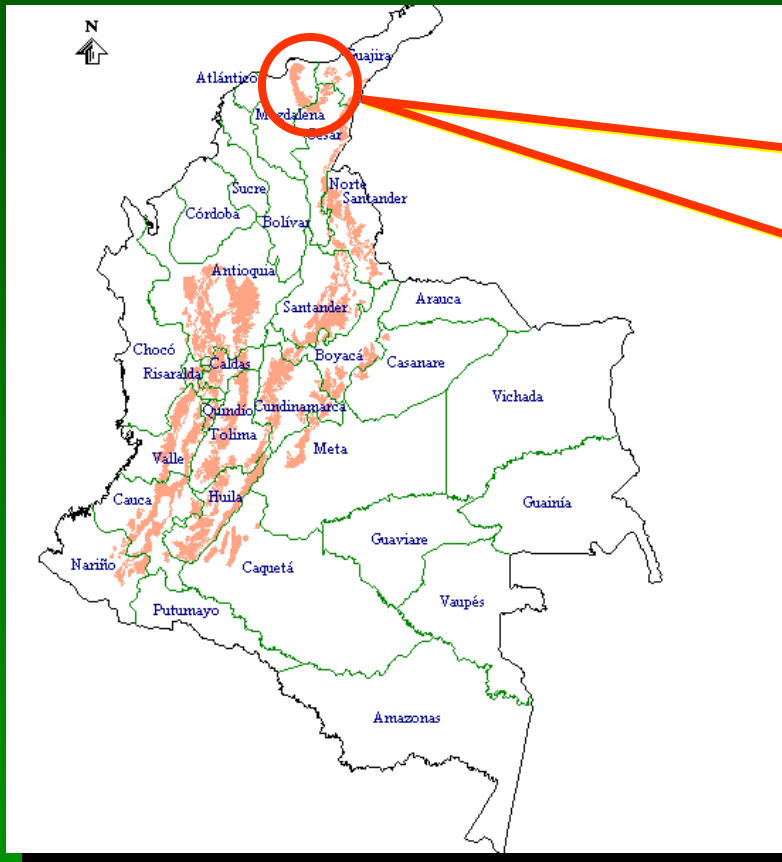 N
Guajira
Atlántico
Magdalena
Cesar
Norte
Santander
Sucre
Córdoba
Bolívar
Antioquia
Santander
Arauca
Chocó
Boyacá
Casanare
Caldas
Risaralda
Vichada
Quindío
Cundinamarca
Tolima
Meta
Valle
Cauca
Huila
Guainía
Guaviare
Nariño
Caquetá
Vaupés
Putumayo
Amazonas